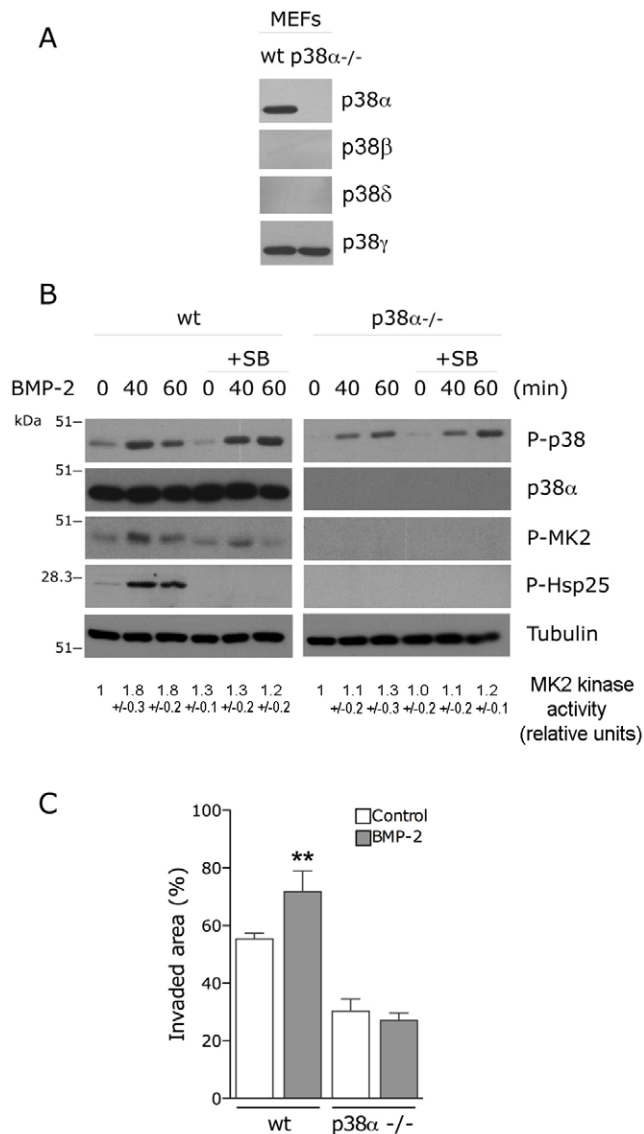 A
MEFs
wt p38α-/-
p38α
p38β
p38δ
p38γ
B
wt p38α-/-
+SB +SB
BMP-2 0 40 60 0 40 60 0 40 60 0 40 60 (min)
kDa 51– P-p38
51– p38α
51– P-MK2
28.3– P-Hsp25
51– Tubulin
1 1.8 1.8 1.3 1.3 1.2 1 1.1 1.3 1.0 1.1 1.2 MK2 kinase
+/-0.3 +/-0.2 +/-0.1 +/-0.2 +/-0.2 +/-0.2 +/-0.3 +/-0.2 +/-0.2 +/-0.1 activity
(relative units)
C
100
80
60
40
20
0
Invaded area (%)
Control
BMP-2
**
wt p38α -/-